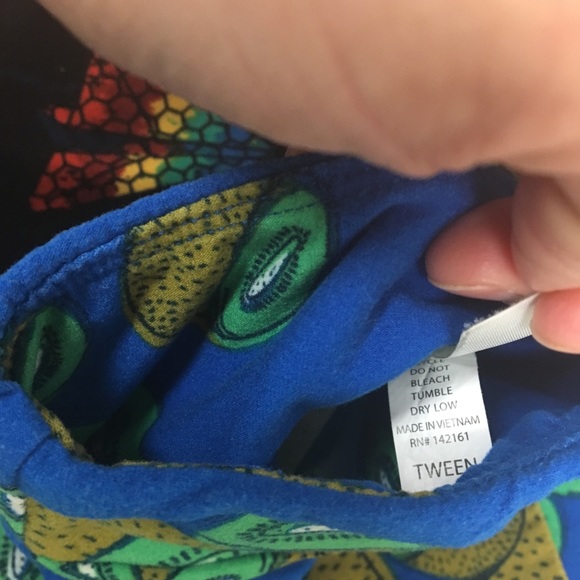 DO NOT
BLEACH
TUMBLE
DRY LOW
MADE IN VIETNAM
RN# 142161
TWEEN